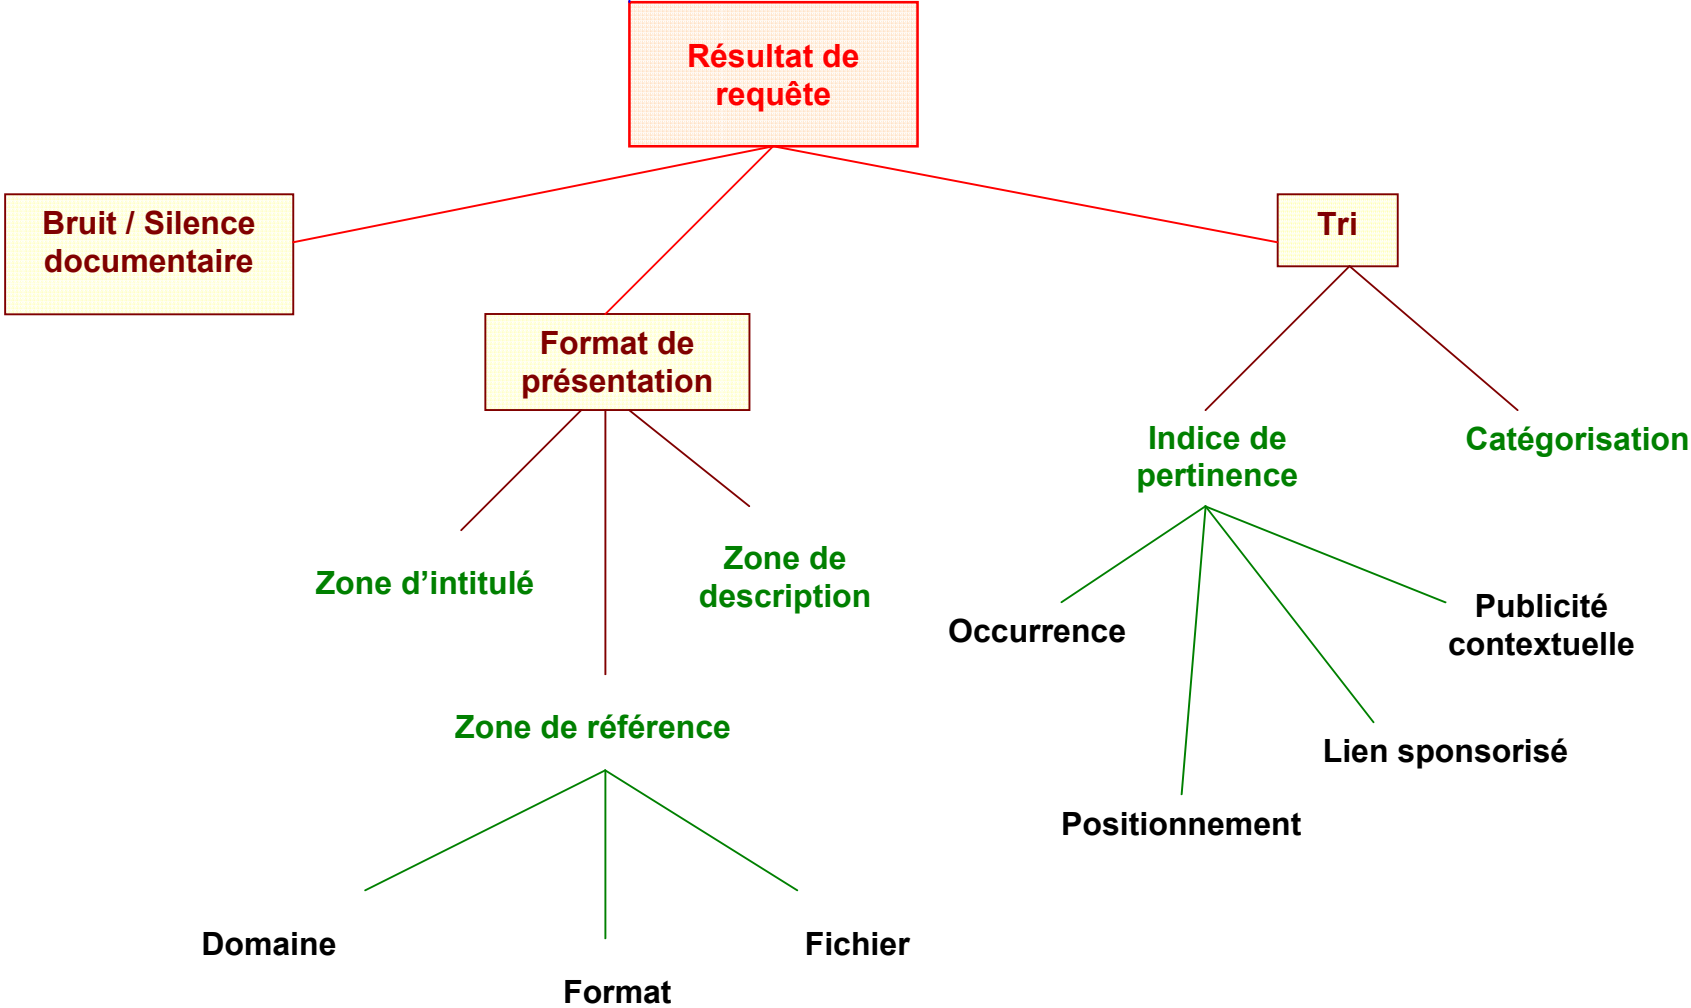 Résultat de
requête
Bruit / Silence
documentaire
Tri
Format de
présentation
Indice de
pertinence
Catégorisation
Zone d’intitulé
Zone de
description
Occurrence
Publicité
contextuelle
Zone de référence
Lien sponsorisé
Positionnement
Domaine
Format
Fichier